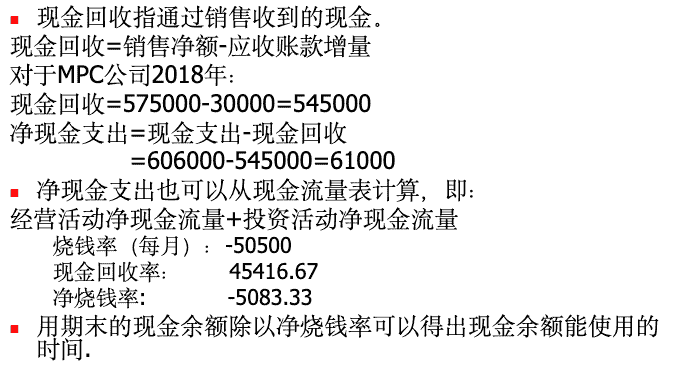 ▪ 现金回收指通过销售收到的现金。
现金回收=销售净额-应收账款增量
对于MPC公司2018年：
现金回收=575000-30000=545000
净现金支出=现金支出-现金回收
=606000-545000=61000
▪ 净现金支出也可以从现金流量表计算，即：
经营活动净现金流量+投资活动净现金流量
烧钱率（每月）：-50500
现金回收率： 45416.67
净烧钱率: -5083.33
▪ 用期末的现金余额除以净烧钱率可以得出现金余额能使用的
时间.